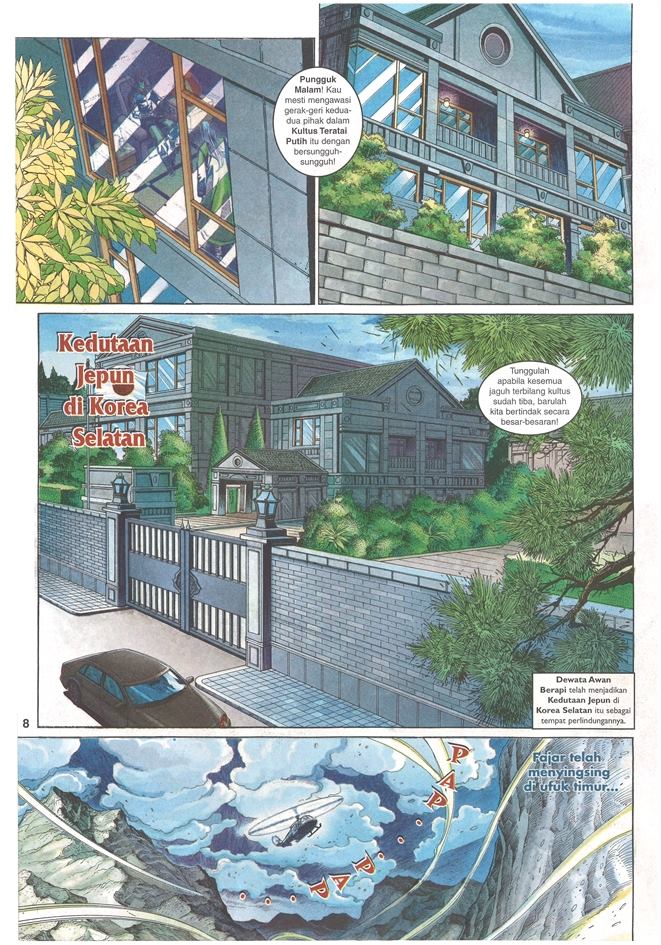 Pungguk
Malam! Kau
mesti mengawasi
gerak-geri kedua-
dua pihak dalam
Kultus Teratai
Putih itu dengan
bersungguh-
sungguh!
Kedutaan
Jepun
di Korea
Selatan
Tunggulah
apabila kesemua
jaguh terbilang kultus
sudah tiba, barulah
kita bertindak secara
besar-besaran!
Dewata Awan
Berapi telah menjadikan
Kedutaan Jepun di
Korea Selatan itu sebagai
tempat perlindungannya.
8
Fajar telah
menyingsing
di ufuk timur...
PAP...PAP...